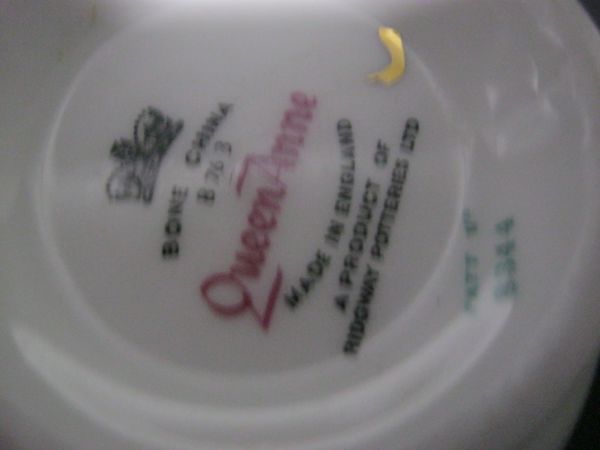 BONE CHINA
Queen Anne
MADE IN ENGLAND
A PRODUCT OF
RIDGWAY POTTERIES LTD